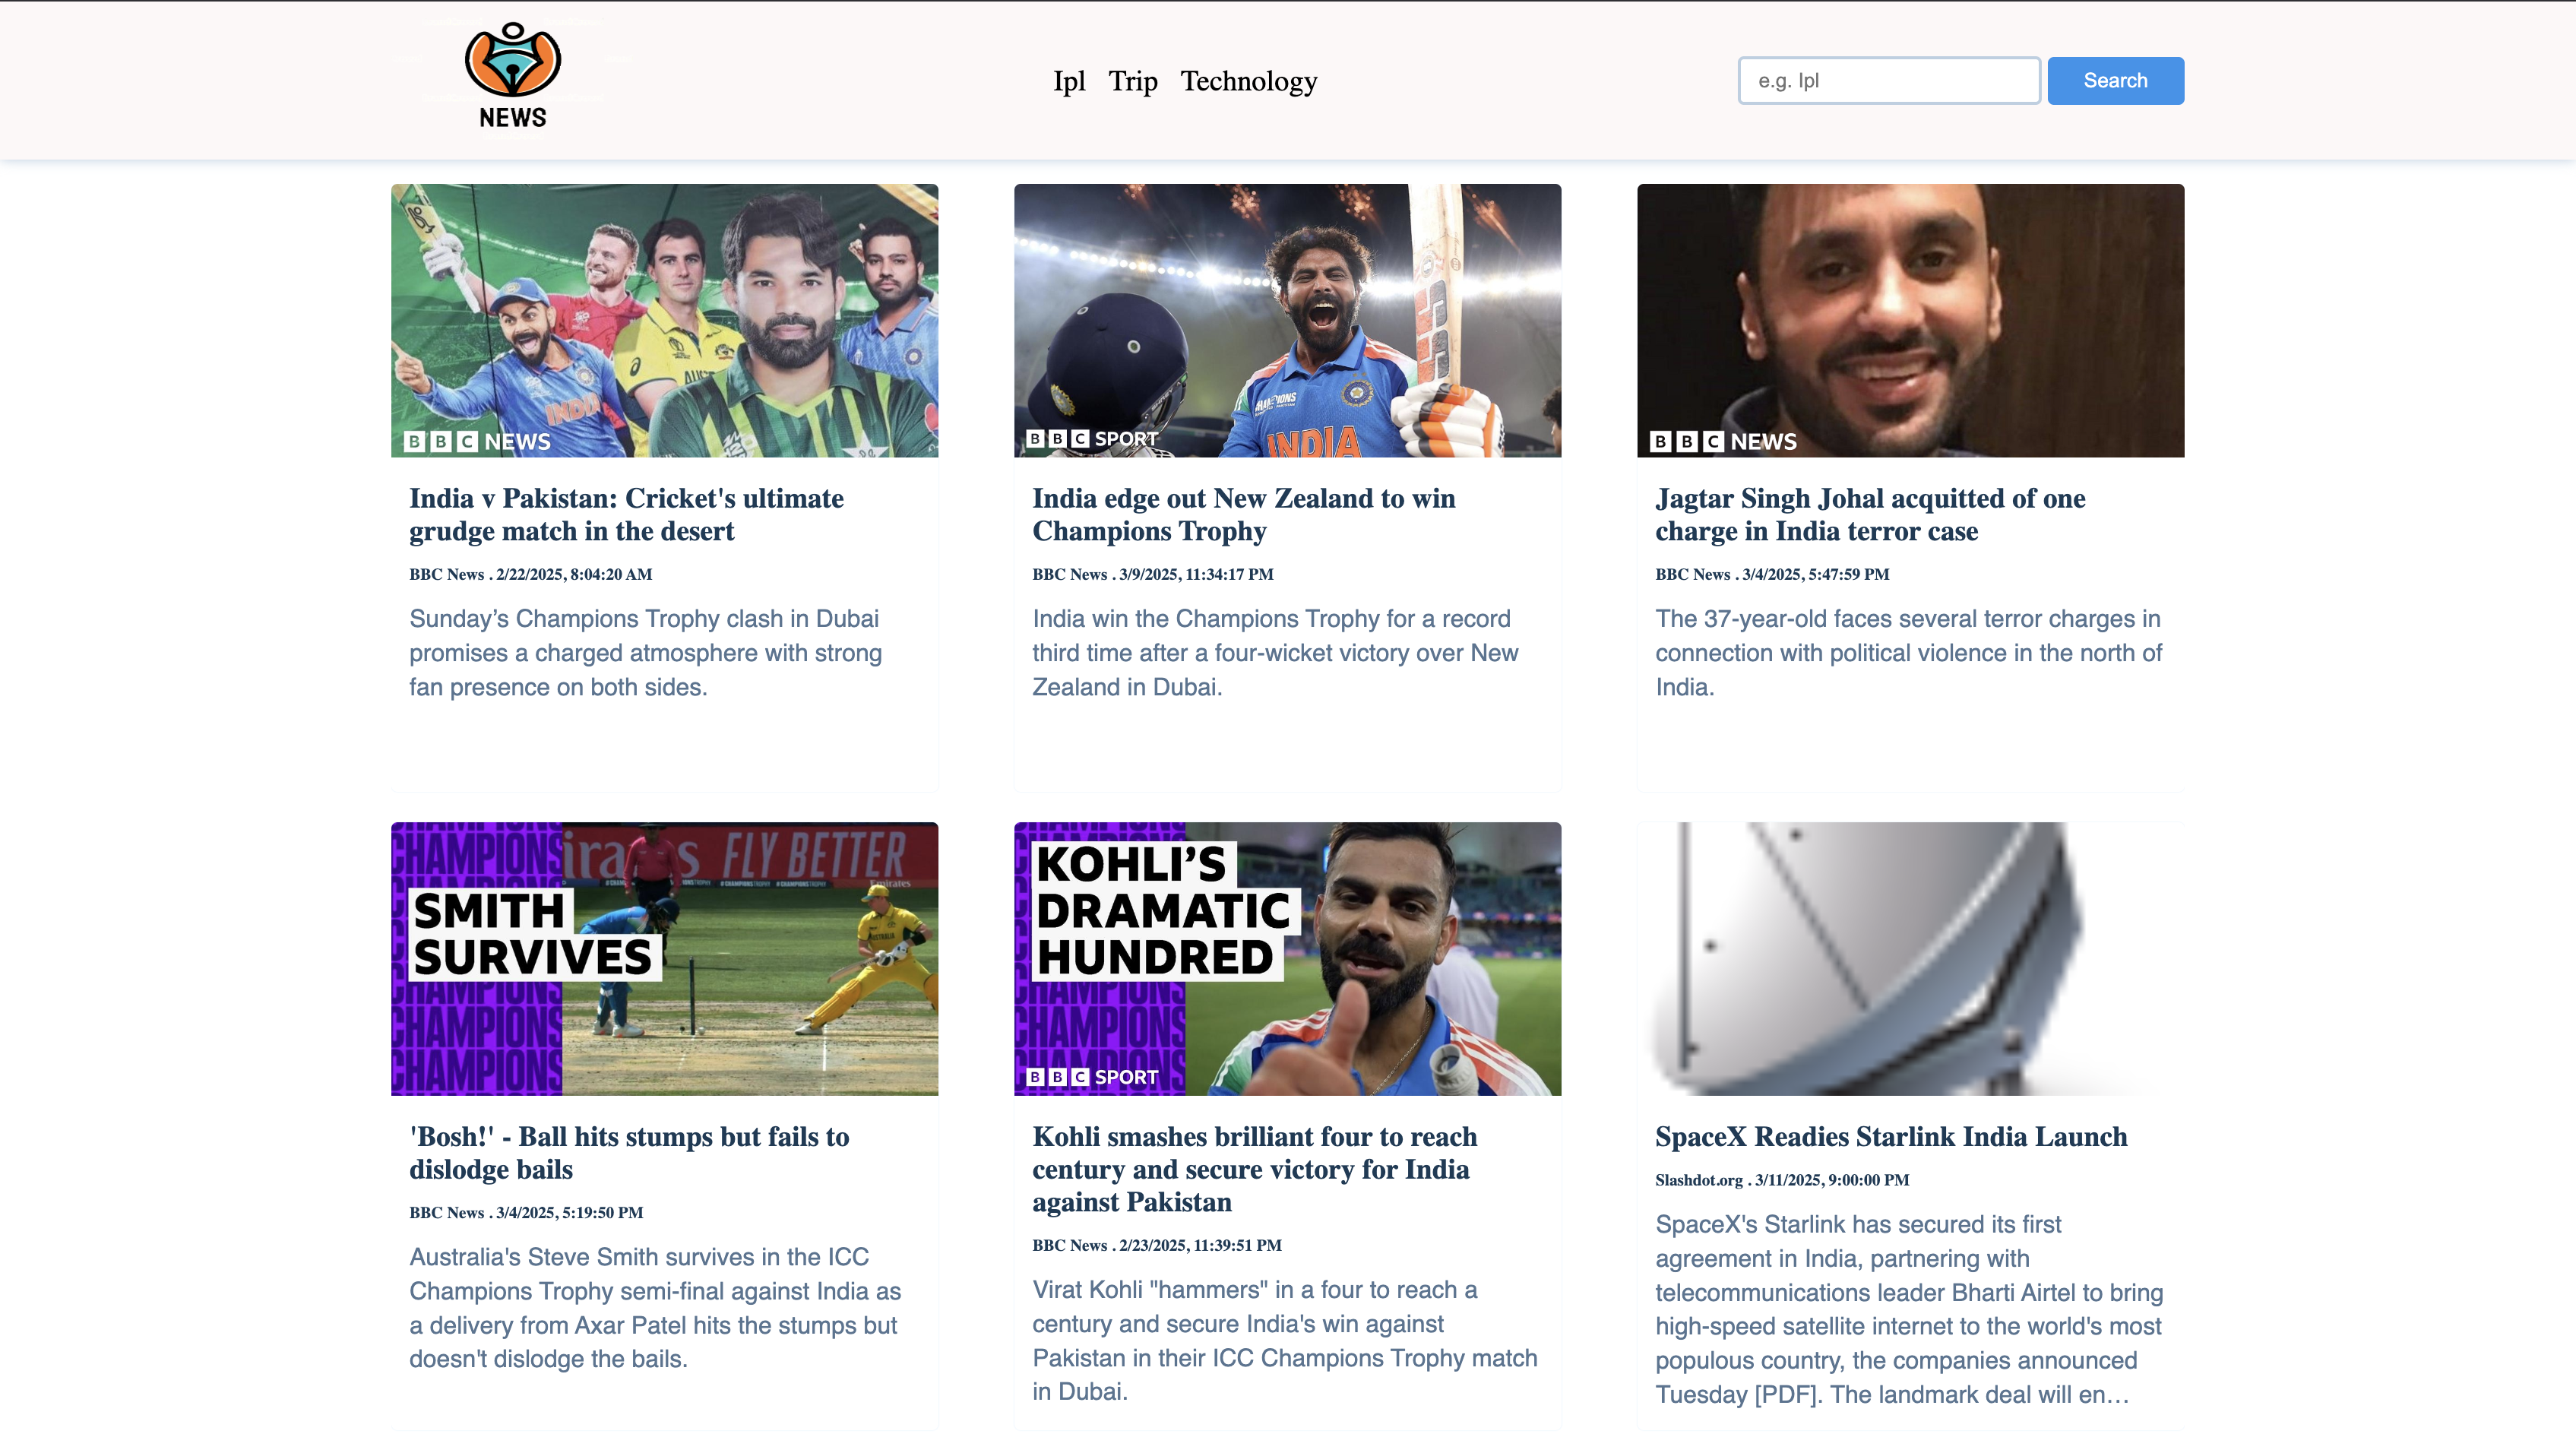 NEWS
Ipl Trip Technology
e.g. Ipl
Search
INDIA
BBC NEWS
CHAMPIONS
INDIA
BBC SPORT
BBC NEWS
India v Pakistan: Cricket's ultimate
grudge match in the desert
BBC News . 2/22/2025, 8:04:20 AM
Sunday’s Champions Trophy clash in Dubai
promises a charged atmosphere with strong
fan presence on both sides.
India edge out New Zealand to win
Champions Trophy
BBC News . 3/9/2025, 11:34:17 PM
India win the Champions Trophy for a record
third time after a four-wicket victory over New
Zealand in Dubai.
Jagtar Singh Johal acquitted of one
charge in India terror case
BBC News . 3/4/2025, 5:47:59 PM
The 37-year-old faces several terror charges in
connection with political violence in the north of
India.
CHAMPIONS
FLY BETTER
Emirates
SMITH
SURVIVES
AUSTRALIA
CHAMPIONS
CHAMPIONS
CHAMPIONS
KOHLI’S
DRAMATIC
HUNDRED
CHAMPIONS
CHAMPIONS
BBC SPORT
'Bosh!' - Ball hits stumps but fails to
dislodge bails
BBC News . 3/4/2025, 5:19:50 PM
Australia's Steve Smith survives in the ICC
Champions Trophy semi-final against India as
a delivery from Axar Patel hits the stumps but
doesn't dislodge the bails.
Kohli smashes brilliant four to reach
century and secure victory for India
against Pakistan
BBC News . 2/23/2025, 11:39:51 PM
Virat Kohli "hammers" in a four to reach a
century and secure India's win against
Pakistan in their ICC Champions Trophy match
in Dubai.
SpaceX Readies Starlink India Launch
Slashdot.org . 3/11/2025, 9:00:00 PM
SpaceX's Starlink has secured its first
agreement in India, partnering with
telecommunications leader Bharti Airtel to bring
high-speed satellite internet to the world's most
populous country, the companies announced
Tuesday [PDF]. The landmark deal will en…